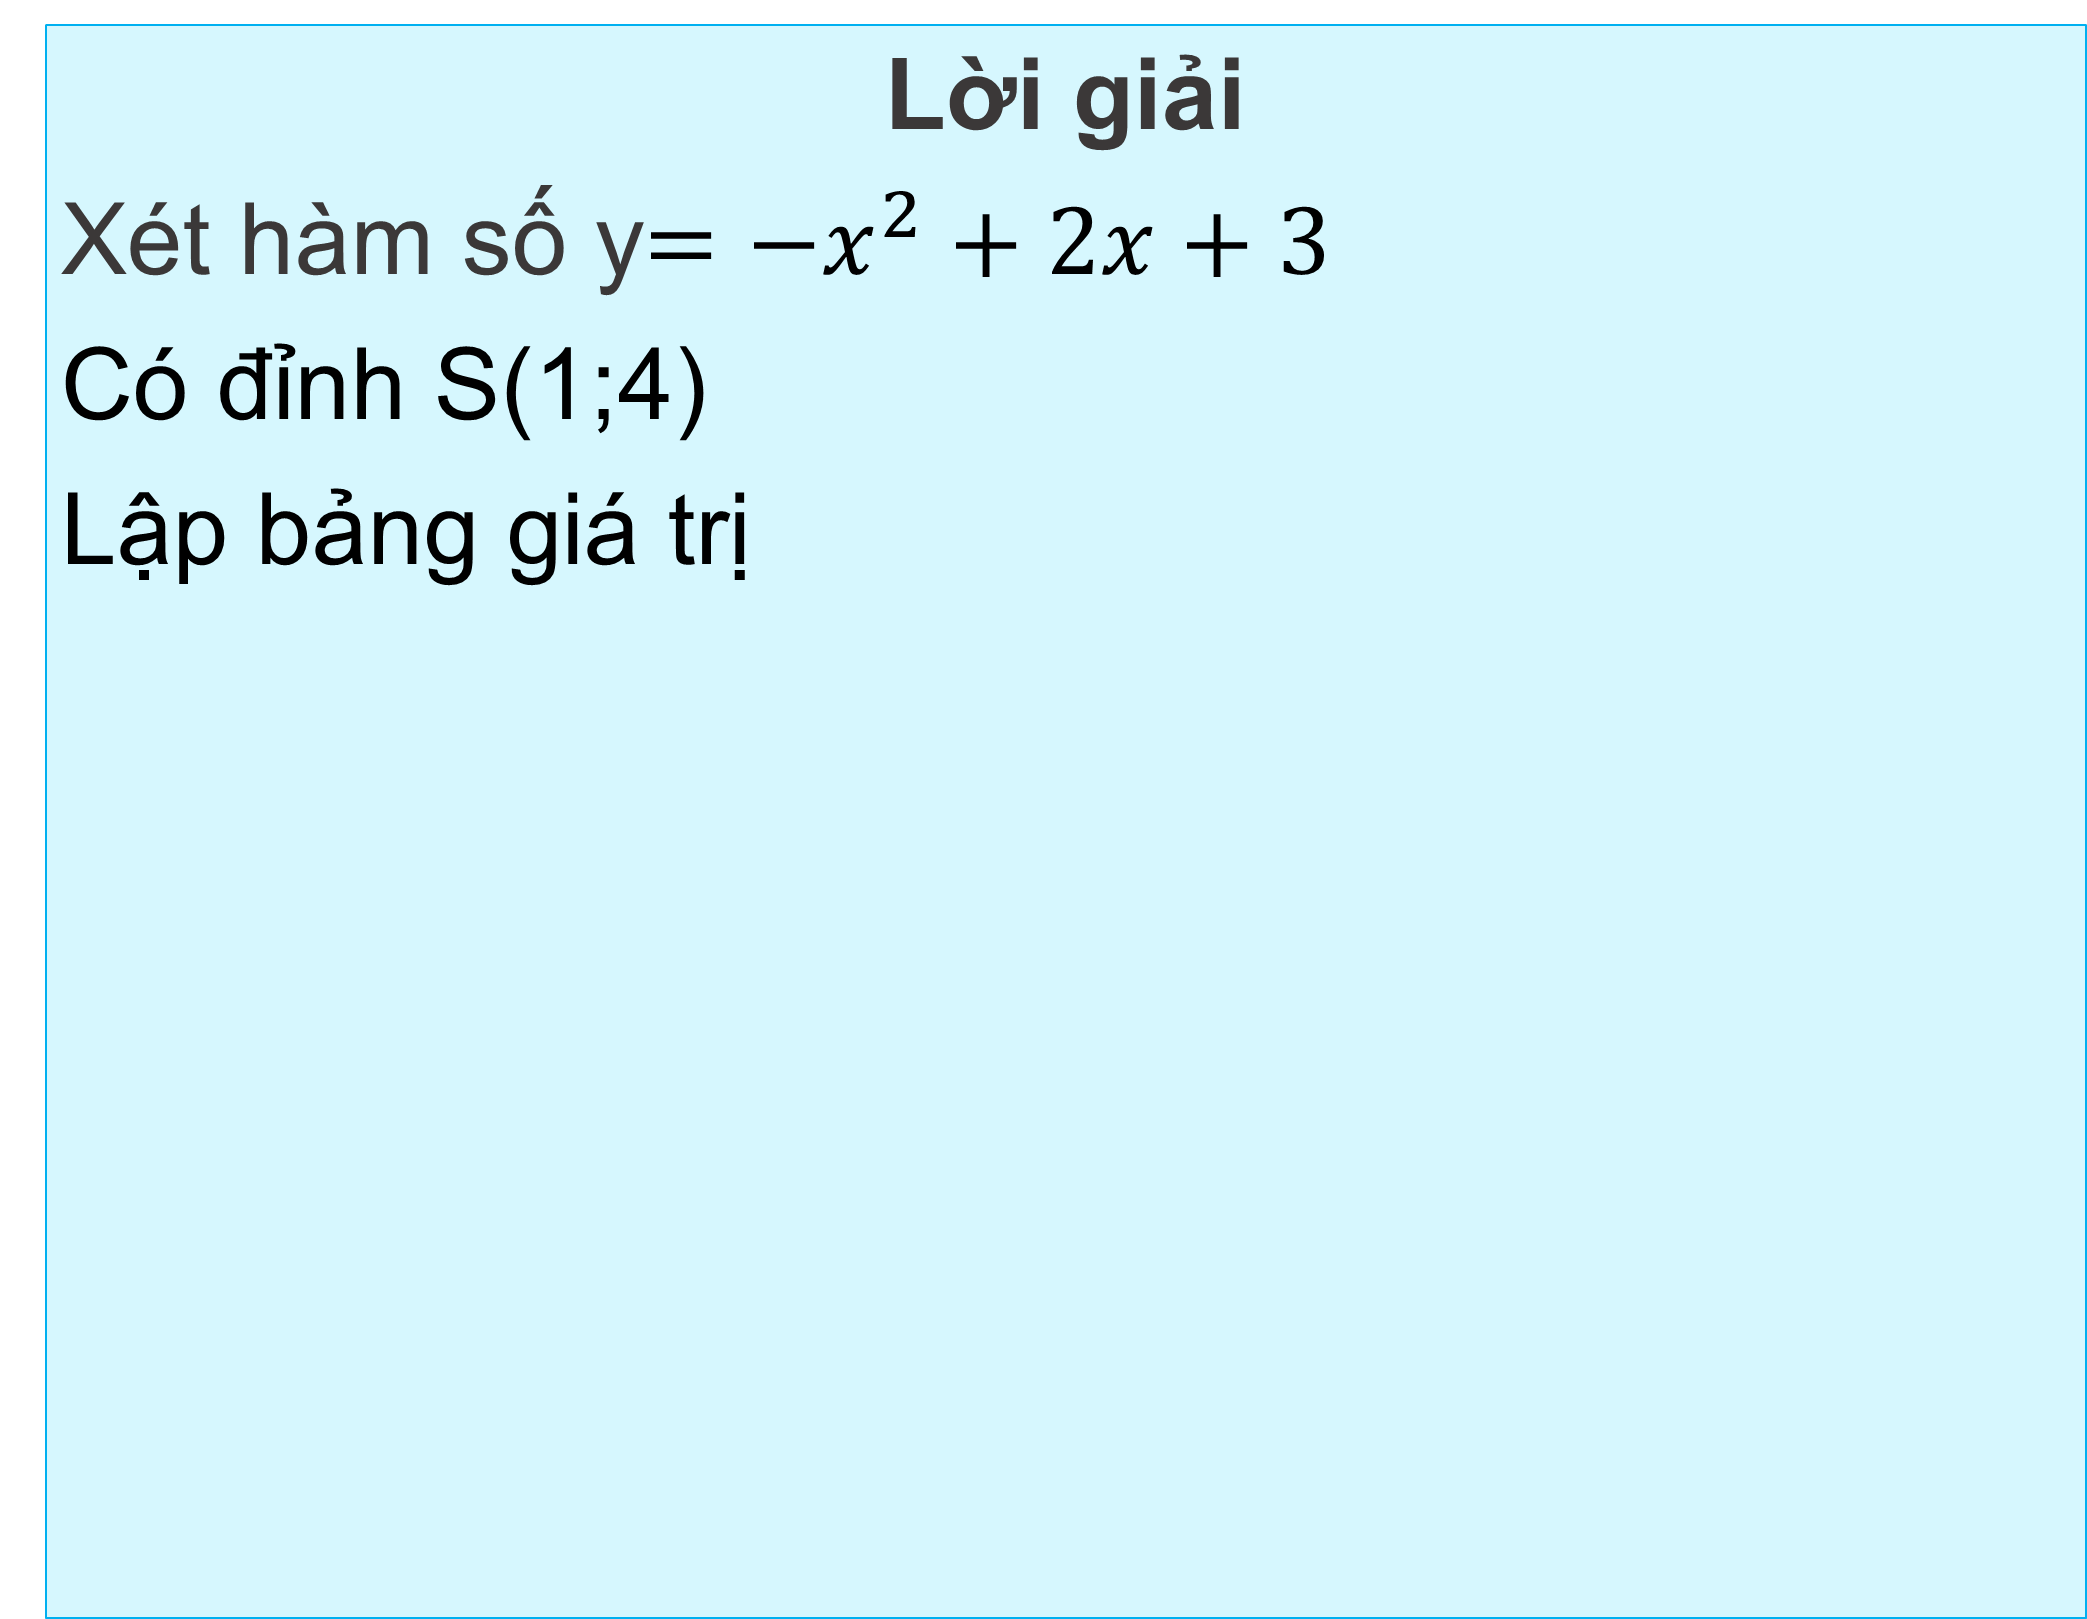 Lời giải
Xét hàm số y= −x² + 2x + 3
Có đỉnh S(1;4)
Lập bảng giá trị